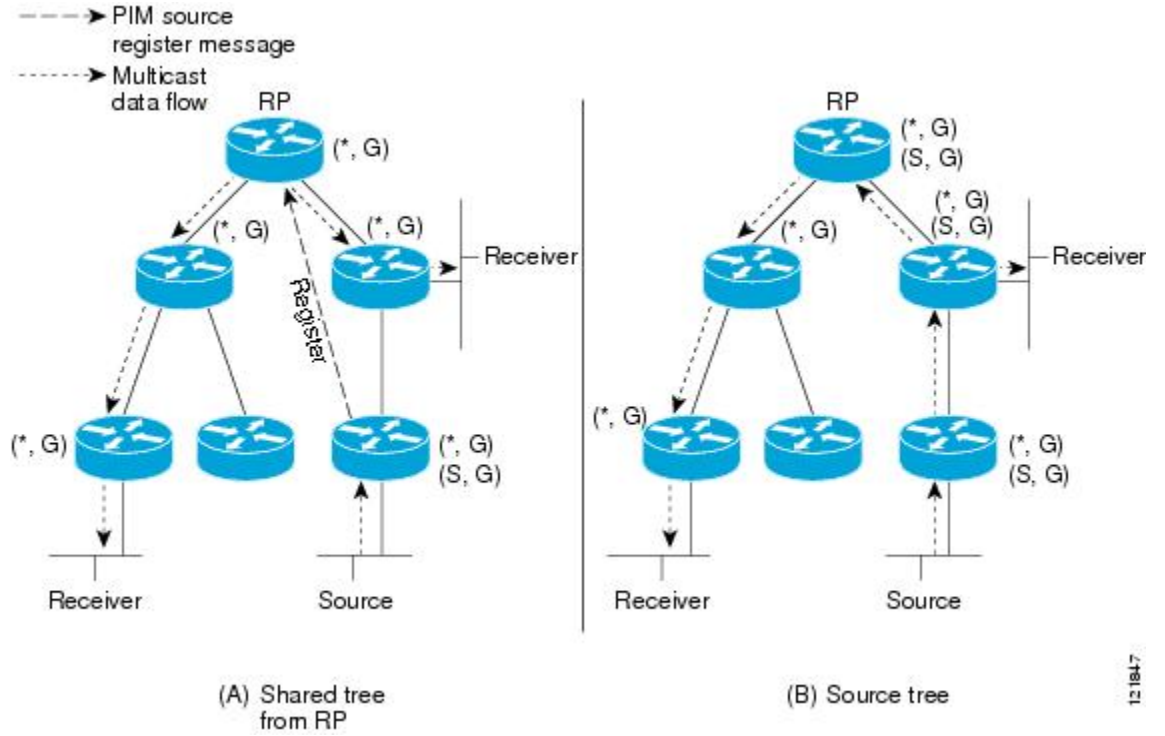 PIM source
register message
Multicast
data flow
RP
(*, G)
(*, G)
(*, G)
Receiver
Register
(*, G)
(*, G)
(S, G)
Receiver
Source
(A) Shared tree
from RP
RP
(*, G)
(S, G)
(*, G)
(*, G)
(S, G)
Receiver
(*, G)
(*, G)
(S, G)
Receiver
Source
(B) Source tree
121847